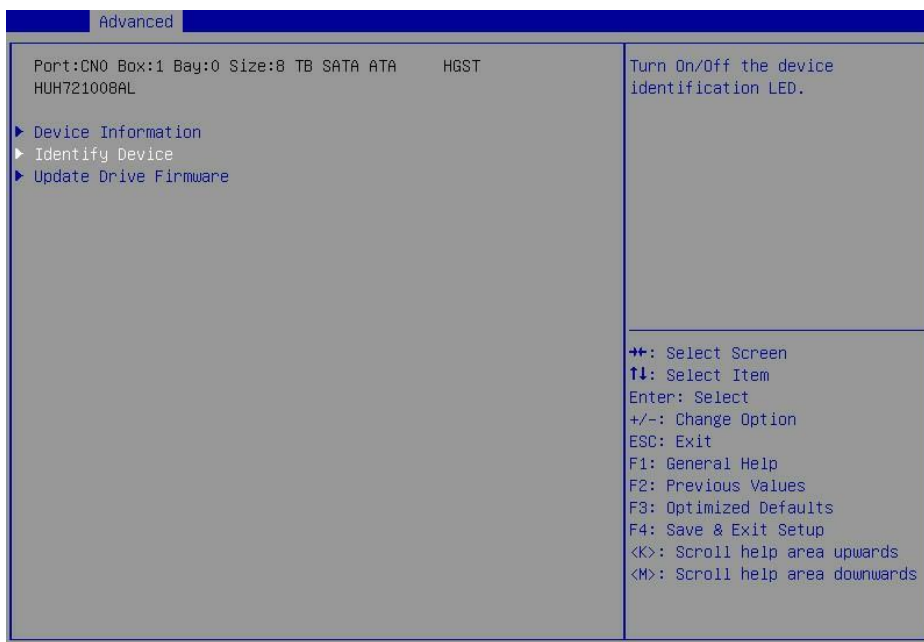 Advanced
Port:CN0 Box:1 Bay:0 Size:8 TB SATA ATA HGST
HUH721008AL
Device Information
Identify Device
Update Drive Firmware
Turn On/Off the device
identification LED.
→←: Select Screen
↑↓: Select Item
Enter: Select
+/-: Change Option
ESC: Exit
F1: General Help
F2: Previous Values
F3: Optimized Defaults
F4: Save & Exit Setup
<K>: Scroll help area upwards
<M>: Scroll help area downwards